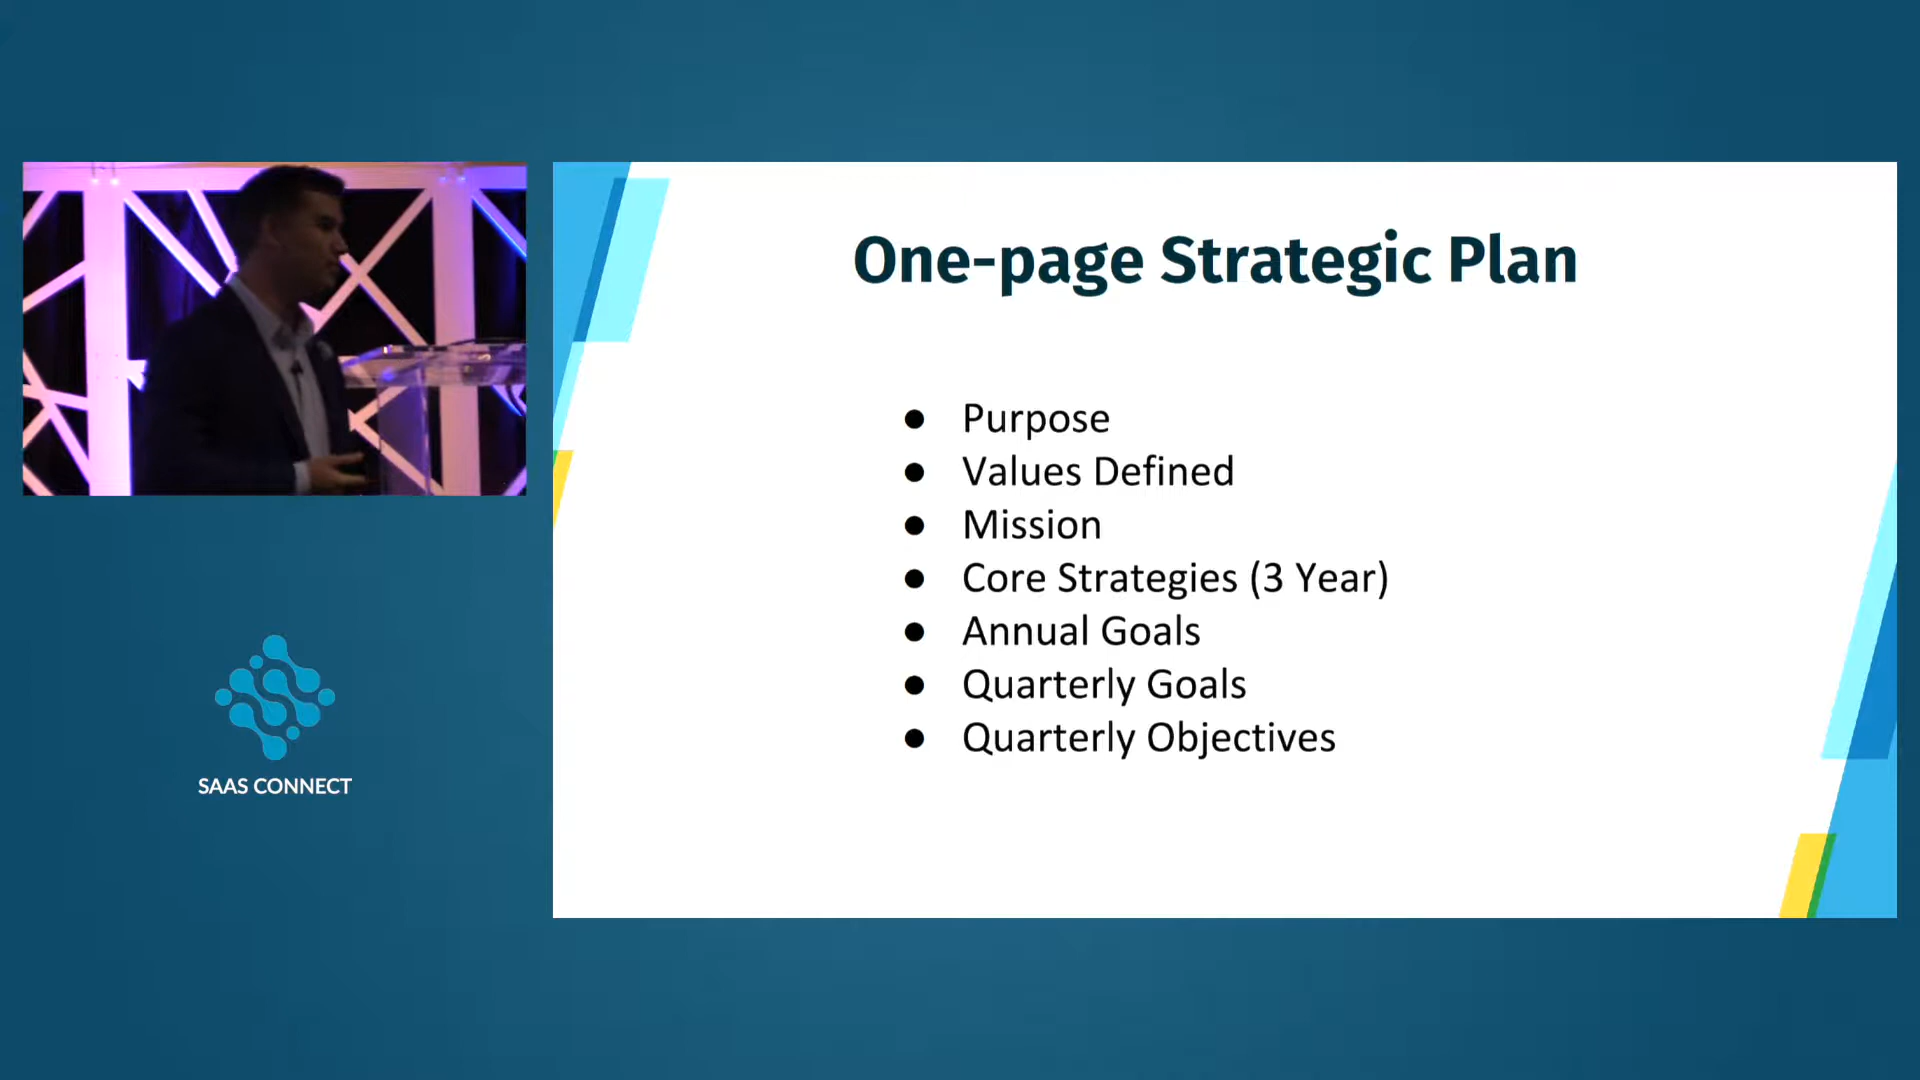 One-page Strategic Plan
● Purpose
● Values Defined
● Mission
● Core Strategies (3 Year)
● Annual Goals
● Quarterly Goals
● Quarterly Objectives
SAAS CONNECT